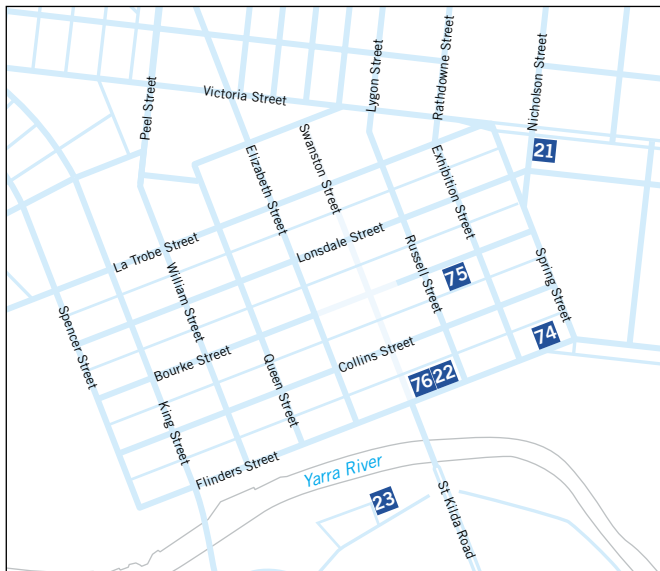 Victoria Street
Peel Street
Lygon Street
Rathdowne Street
Nicholson Street
21
Swanston Street
Elizabeth Street
Exhibition Street
La Trobe Street
Lonsdale Street
William Street
Russell Street
75
Spring Street
74
Spencer Street
Bourke Street
Queen Street
Collins Street
76
22
King Street
Flinders Street
Yarra River
23
St Kilda Road